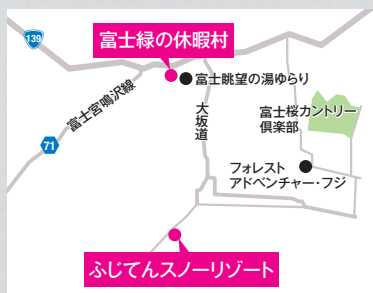 139
富士緑の休暇村
富士眺望の湯ゆらり
富士宮鳴沢線
大坂道
富士桜カントリー
倶楽部
71
フォレスト
アドベンチャー・フジ
ふじてんスノーリゾート